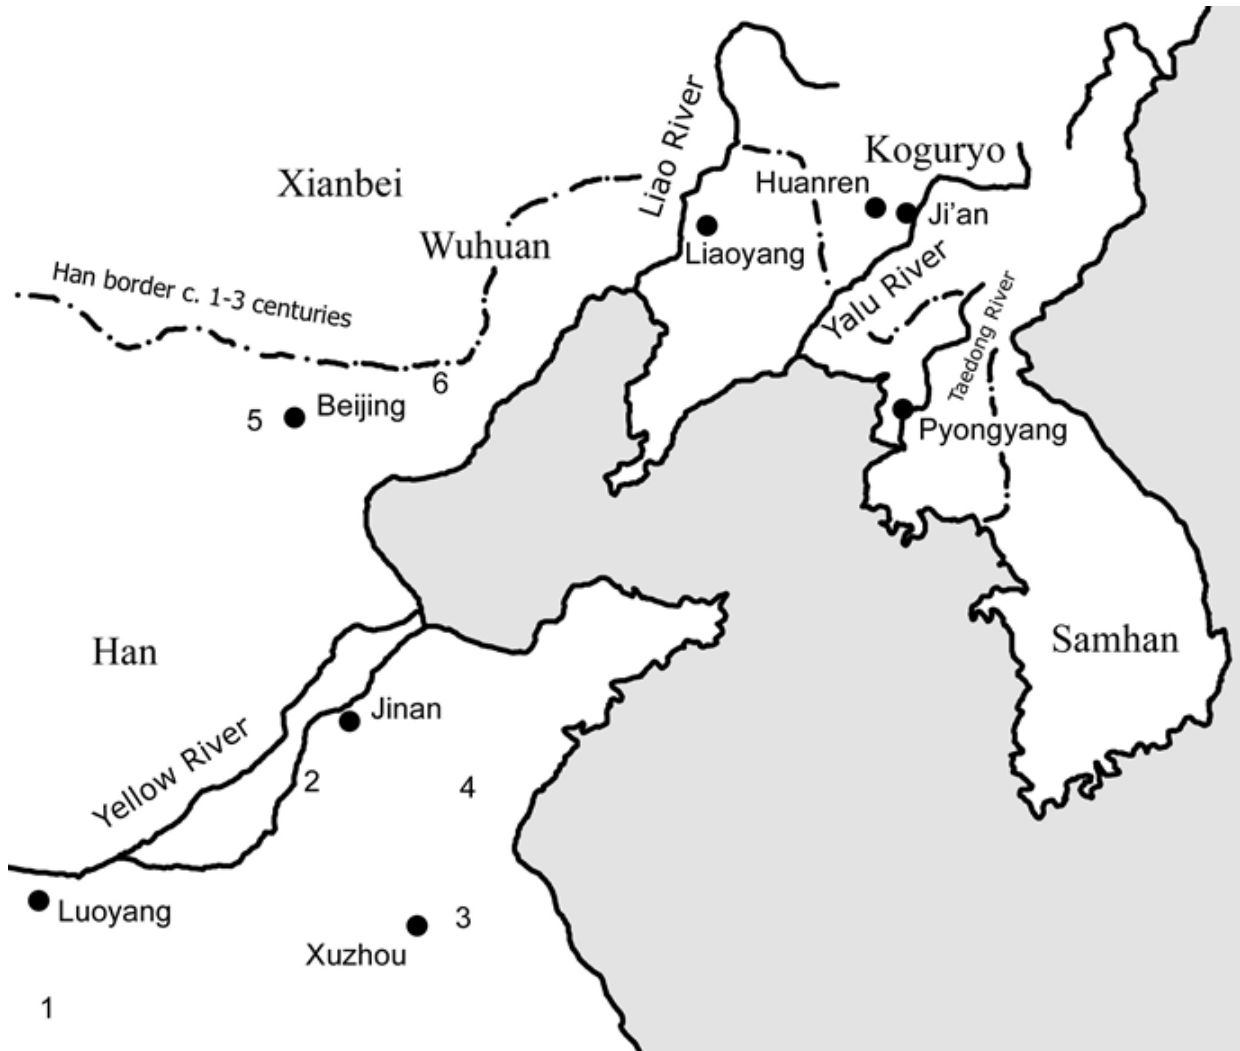 Liao River
Koguryo
Huanren
Xianbei
Ji’an
Wuhuan
Liaoyang
Han border c. 1-3 centuries
Yalu River
Taedong River
6
5
Beijing
Pyongyang
Han
Samhan
Jinan
Yellow River
2
4
Luoyang
3
Xuzhou
1